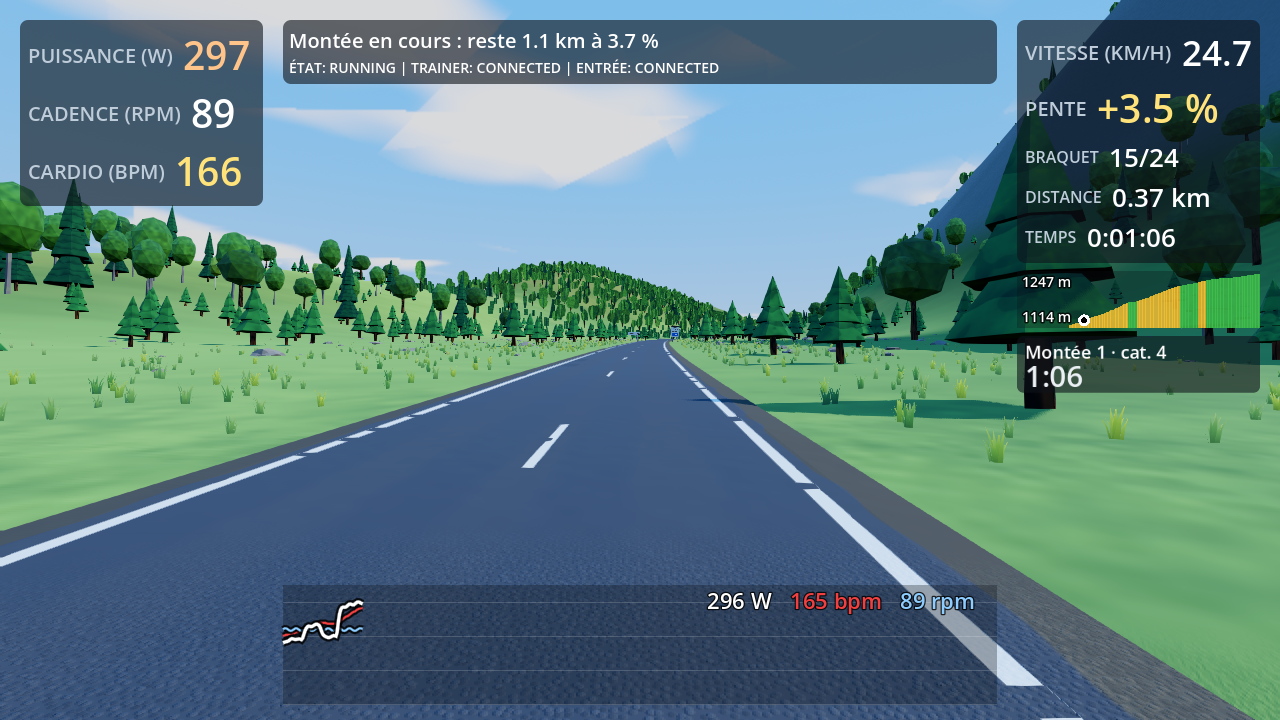 PUISSANCE (W) 297
CADENCE (RPM) 89
CARDIO (BPM) 166
Montée en cours : reste 1.1 km à 3.7 %
ÉTAT: RUNNING | TRAINER: CONNECTED | ENTRÉE: CONNECTED
VITESSE (KM/H) 24.7
PENTE +3.5 %
BRAQUET 15/24
DISTANCE 0.37 km
TEMPS 0:01:06
1247 m
1114 m
Montée 1 · cat. 4
1:06
296 W 165 bpm 89 rpm